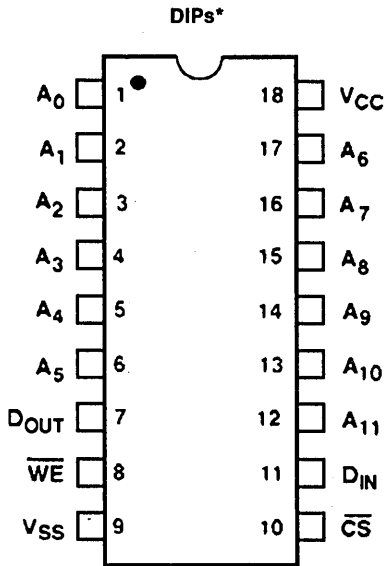 DIPs*
A0 1 18 VCC
A1 2 17 A6
A2 3 16 A7
A3 4 15 A8
A4 5 14 A9
A5 6 13 A10
DOUT 7 12 A11
WE 8 11 DIN
VSS 9 10 CS